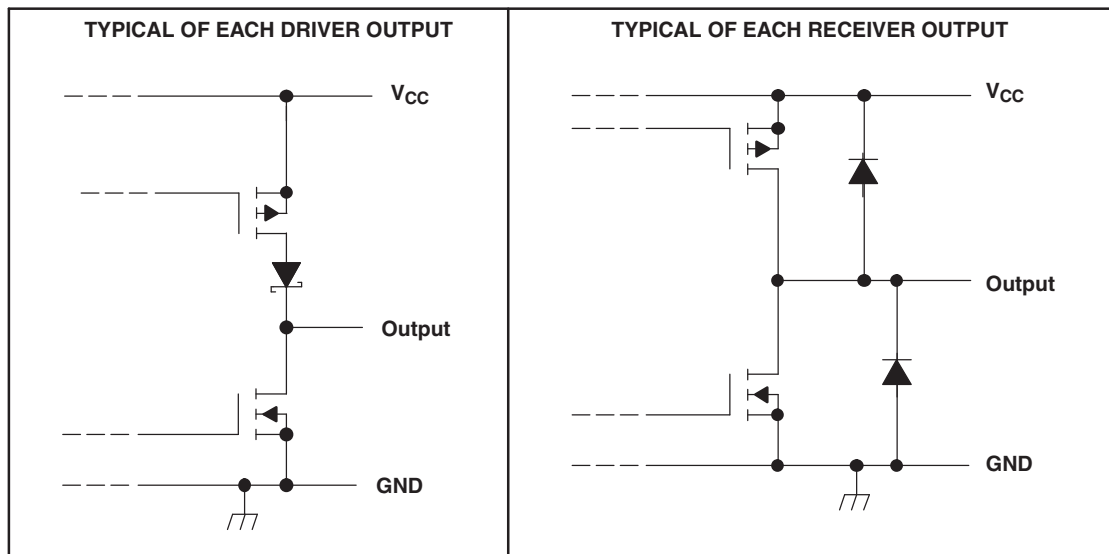 TYPICAL OF EACH DRIVER OUTPUT
VCC
Output
GND
TYPICAL OF EACH RECEIVER OUTPUT
VCC
Output
GND